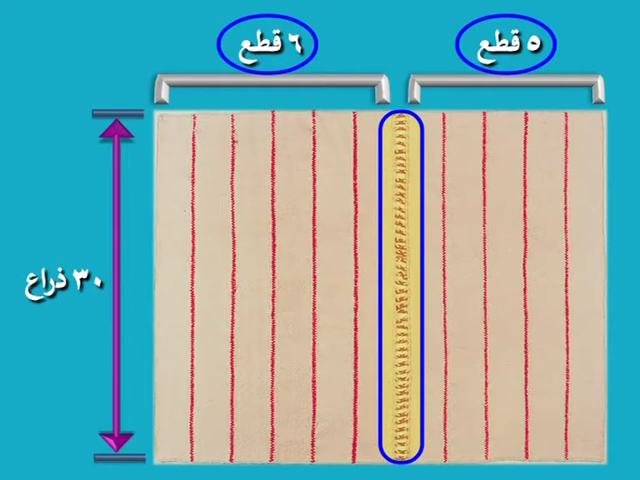 ٥ قطع
٦ قطع
٣٠ ذراع